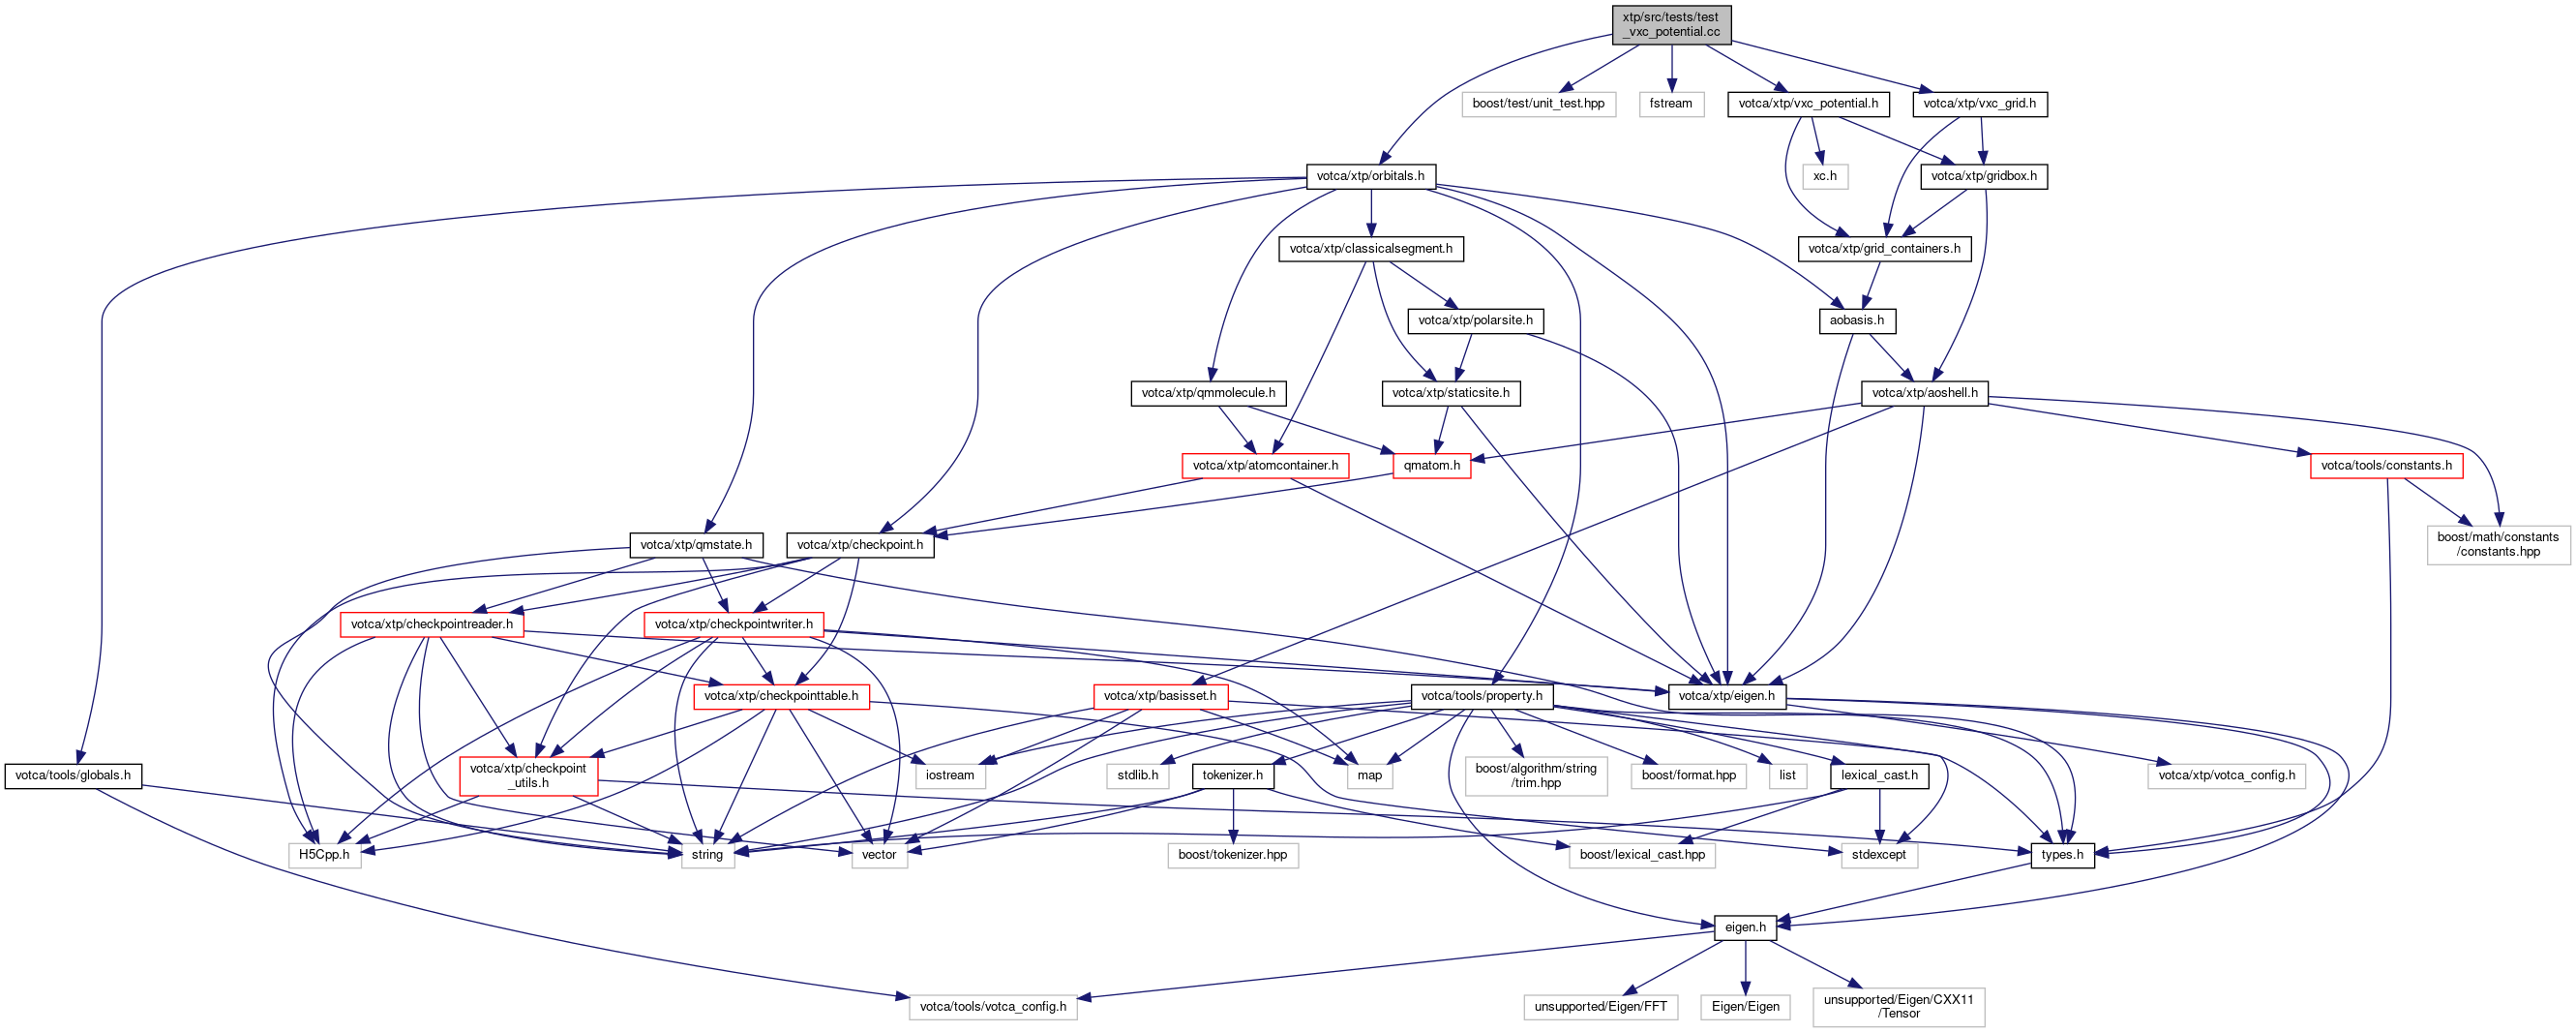 xtp/src/tests/test
_vxc_potential.cc
boost/test/unit_test.hpp
fstream
votca/xtp/vxc_potential.h
votca/xtp/vxc_grid.h
votca/xtp/orbitals.h
xc.h
votca/xtp/gridbox.h
votca/xtp/classicalsegment.h
votca/xtp/grid_containers.h
votca/xtp/polarsite.h
aobasis.h
votca/xtp/qmmolecule.h
votca/xtp/staticsite.h
votca/xtp/aoshell.h
votca/xtp/atomcontainer.h
qmatom.h
votca/tools/constants.h
votca/xtp/qmstate.h
votca/xtp/checkpoint.h
boost/math/constants
/constants.hpp
votca/xtp/checkpointreader.h
votca/xtp/checkpointwriter.h
votca/xtp/checkpointtable.h
votca/xtp/basisset.h
votca/tools/property.h
votca/xtp/eigen.h
votca/tools/globals.h
votca/xtp/checkpoint
_utils.h
iostream
stdlib.h
tokenizer.h
map
boost/algorithm/string
/trim.hpp
boost/format.hpp
list
lexical_cast.h
votca/xtp/votca_config.h
H5Cpp.h
string
vector
boost/tokenizer.hpp
boost/lexical_cast.hpp
stdexcept
types.h
eigen.h
votca/tools/votca_config.h
unsupported/Eigen/FFT
Eigen/Eigen
unsupported/Eigen/CXX11
/Tensor